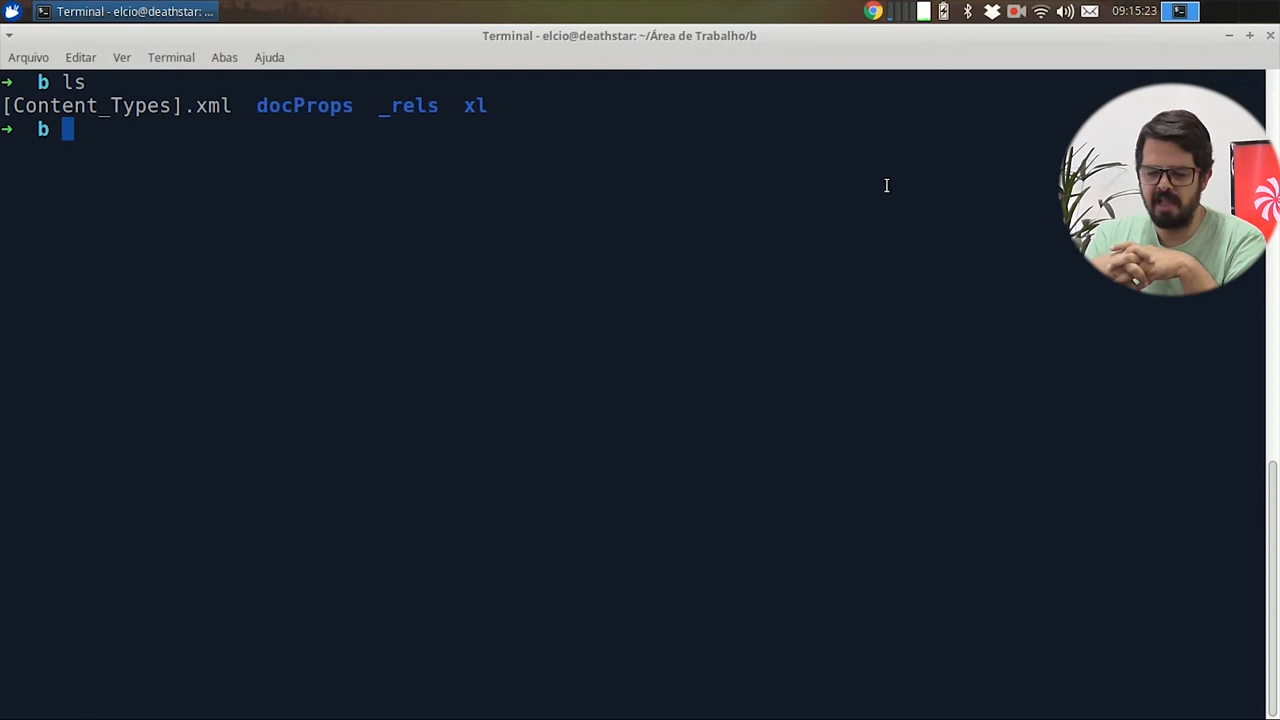 Terminal - elcio@deathstar: ...
09:15:23
Terminal - elcio@deathstar: ~/Área de Trabalho/b
Arquivo Editar Ver Terminal Abas Ajuda
➜ b ls
[Content_Types].xml docProps _rels xl
➜ b